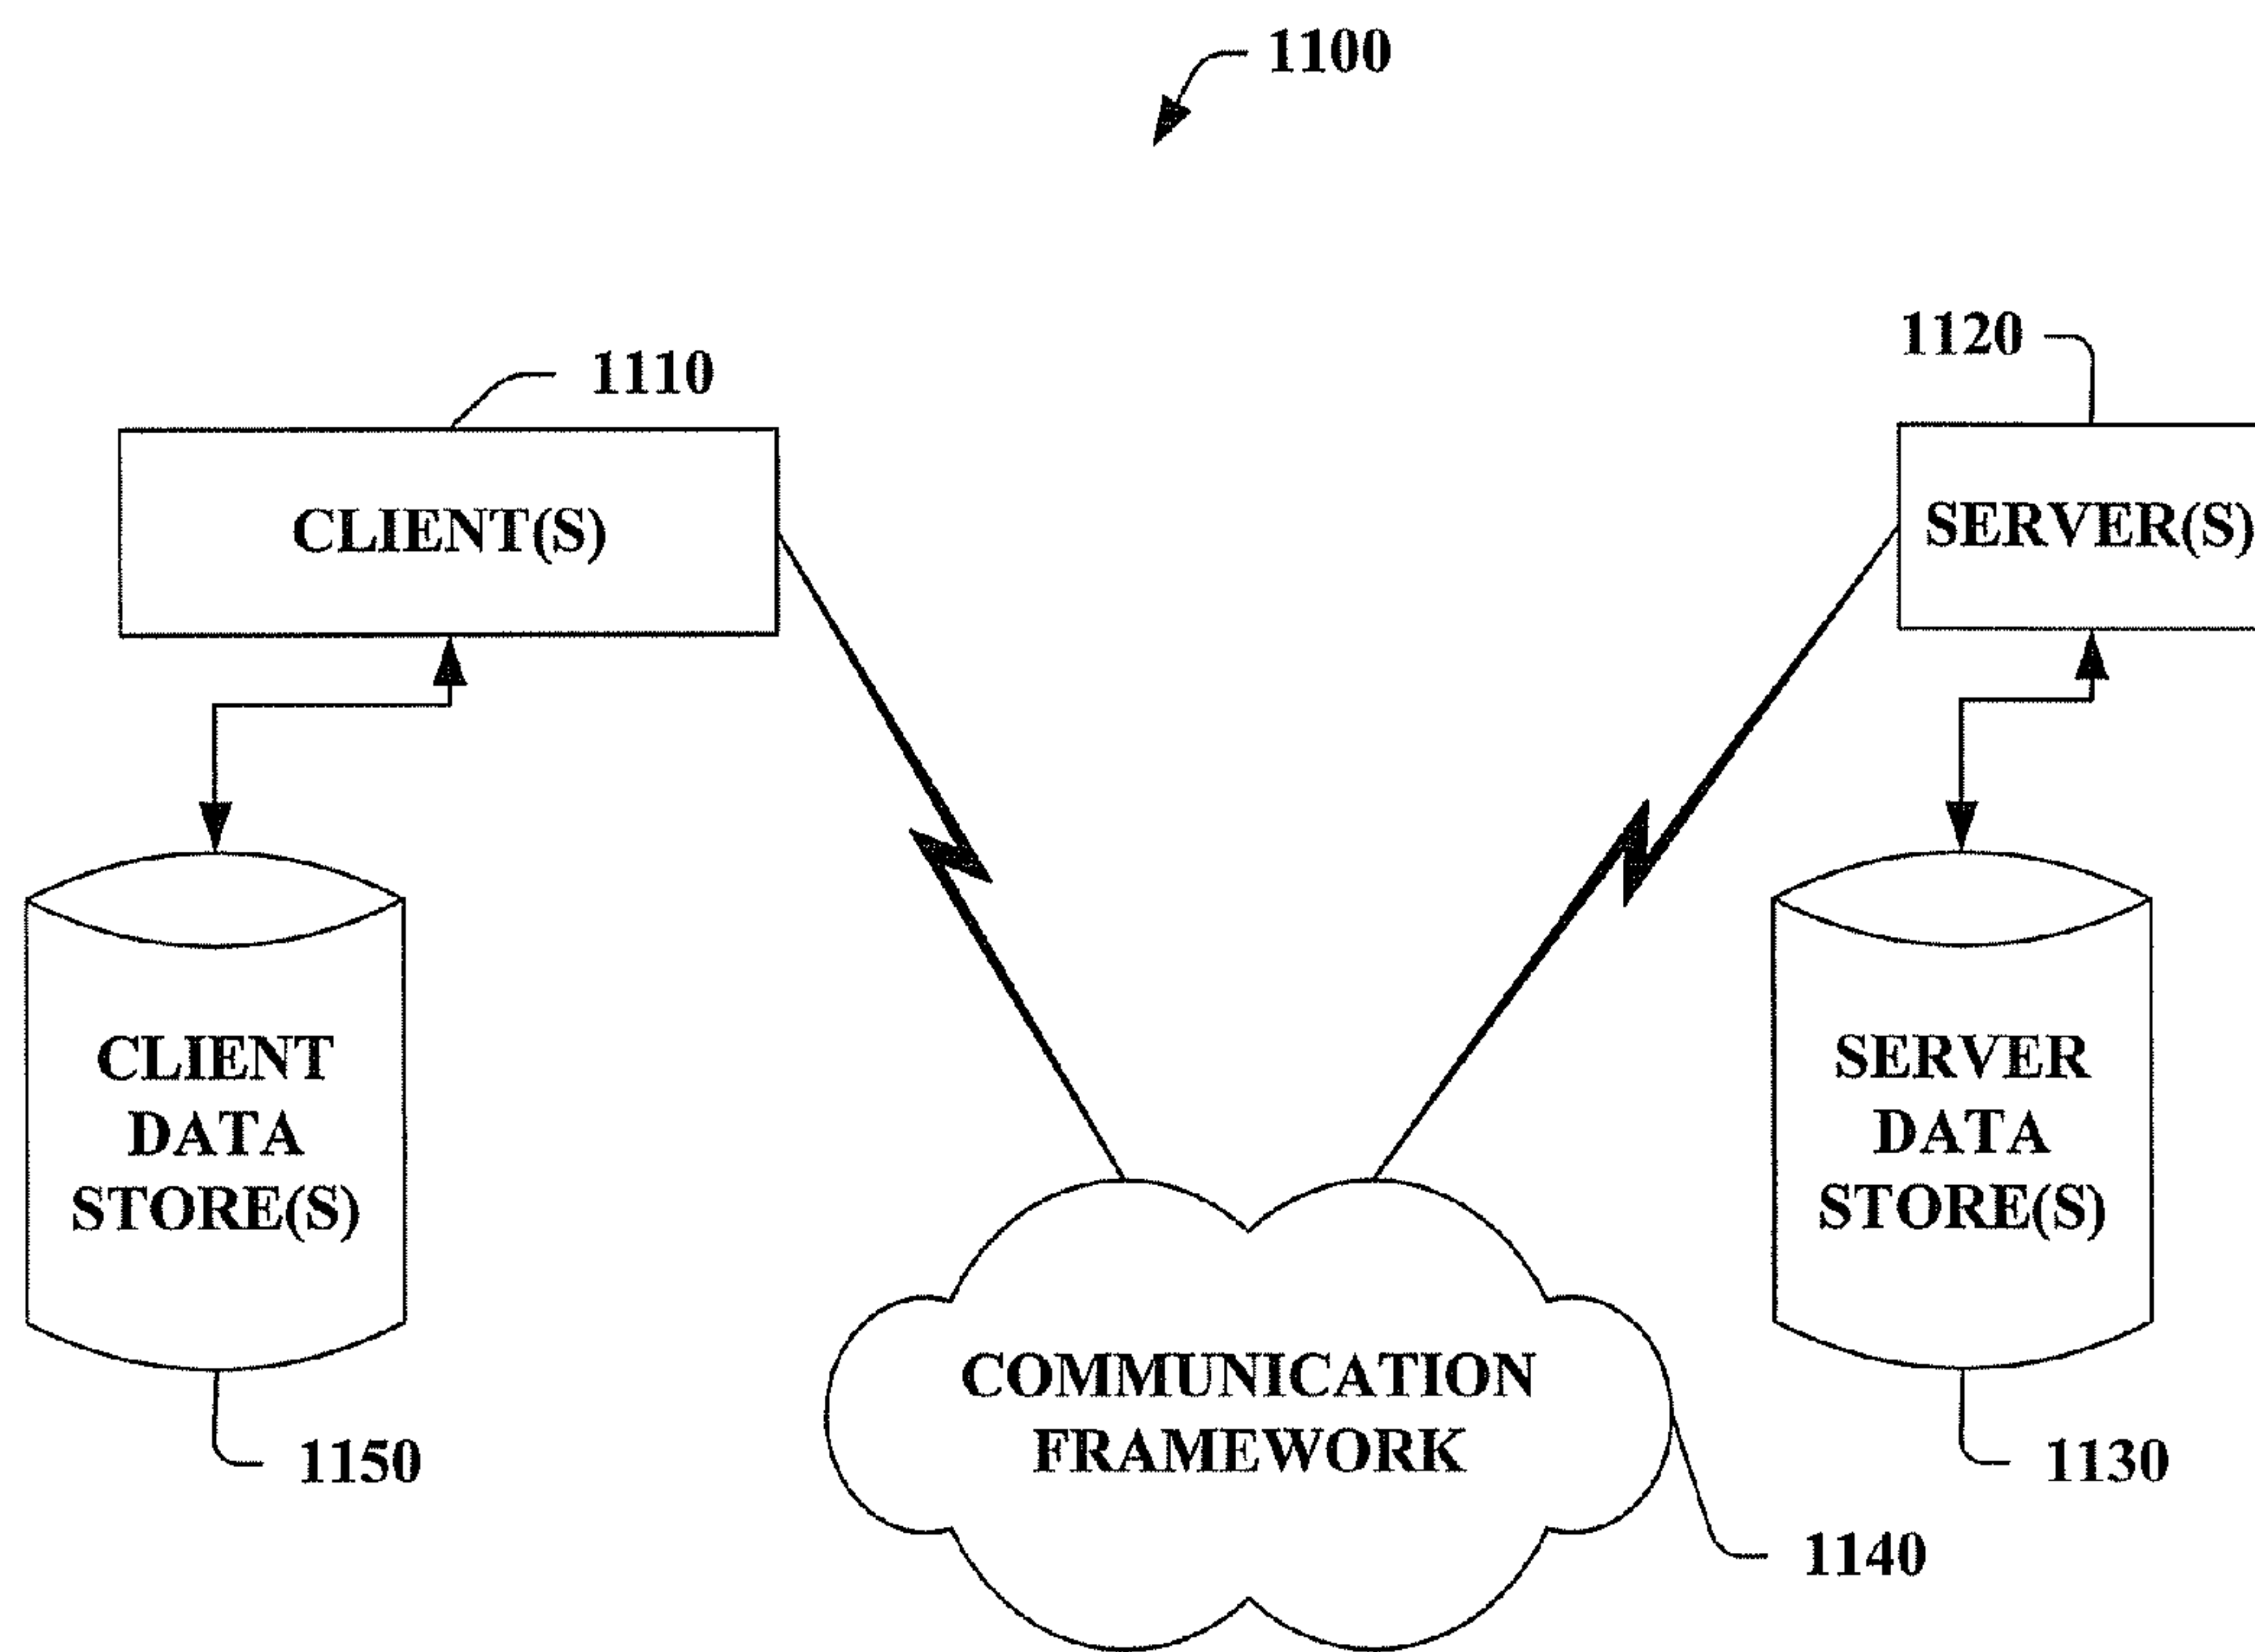 1100
1110
1120
CLIENT(S)
SERVER(S)
CLIENT
DATA
STORE(S)
SERVER
DATA
STORE(S)
COMMUNICATION
FRAMEWORK
1150
1130
1140